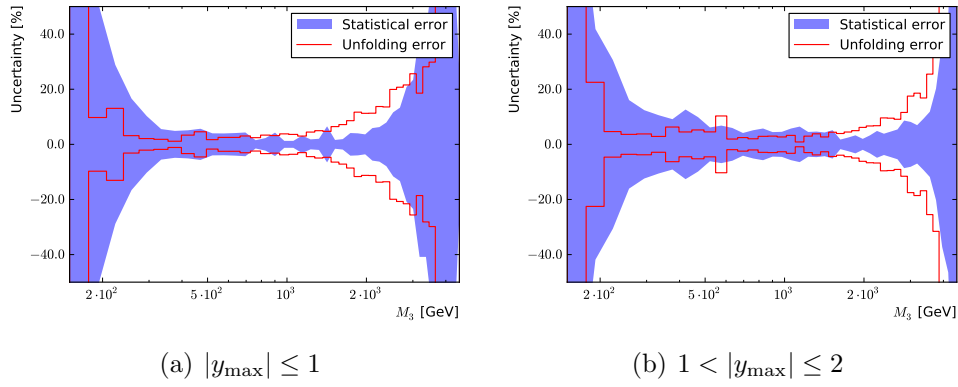 Uncertainty [%]
40.0
20.0
0.0
−20.0
−40.0
Statistical error
Unfolding error
2·10²
5·10²
10³
2·10³
M₃ [GeV]
(a) |y_max| ≤ 1
Uncertainty [%]
40.0
20.0
0.0
−20.0
−40.0
Statistical error
Unfolding error
2·10²
5·10²
10³
2·10³
M₃ [GeV]
(b) 1 < |y_max| ≤ 2